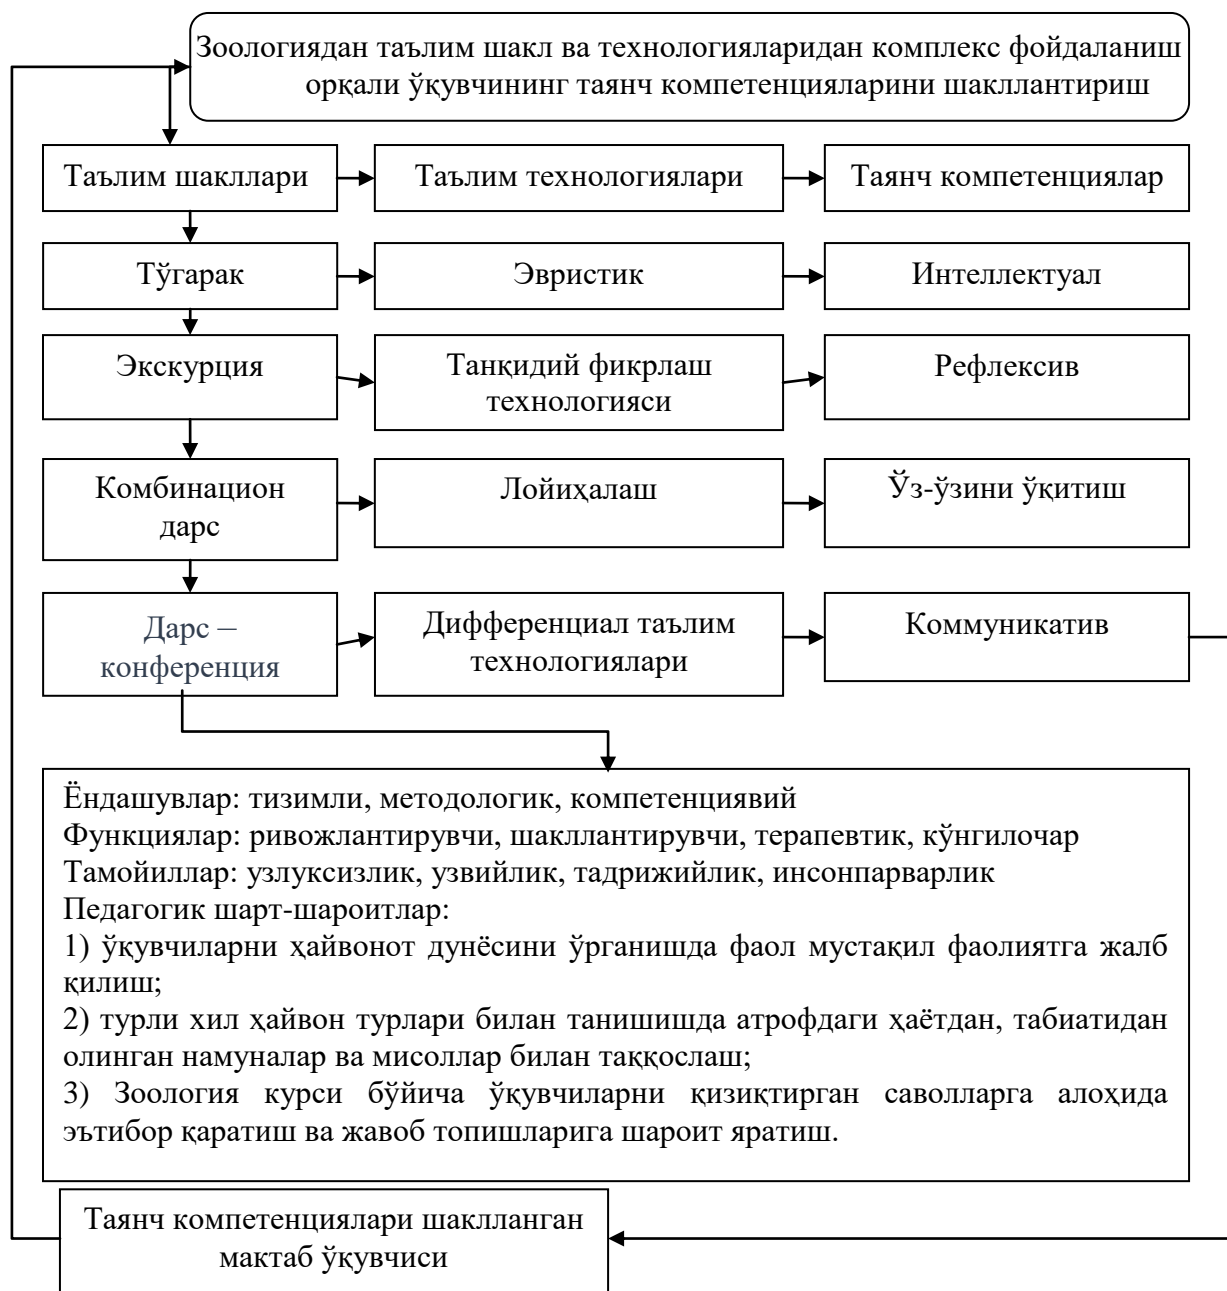 Зоологиядан таълим шакл ва технологияларидан комплекс фойдаланиш
орқали ўқувчининг таянч компетенцияларини шакллантириш
Таълим шакллари
Таълим технологиялари
Таянч компетенциялар
Тўгарак
Эвристик
Интеллектуал
Экскурция
Танқидий фикрлаш
технологияси
Рефлексив
Комбинацион
дарс
Лойиҳалаш
Ўз-ўзини ўқитиш
Дарс –
конференция
Дифференциал таълим
технологиялари
Коммуникатив
Ёндашувлар: тизимли, методологик, компетенциявий
Функциялар: ривожлантирувчи, шакллантирувчи, терапевтик, кўнгилочар
Тамойиллар: узлуксизлик, узвийлик, тадрижийлик, инсонпарварлик
Педагогик шарт-шароитлар:
1) ўқувчиларни ҳайвонот дунёсини ўрганишда фаол мустақил фаолиятга жалб
қилиш;
2) турли хил ҳайвон турлари билан танишишда атрофдаги ҳаётдан, табиатидан
олинган намуналар ва мисоллар билан таққослаш;
3) Зоология курси бўйича ўқувчиларни қизиқтирган саволларга алоҳида
эътибор қаратиш ва жавоб топишларига шароит яратиш.
Таянч компетенциялари шаклланган
мактаб ўқувчиси